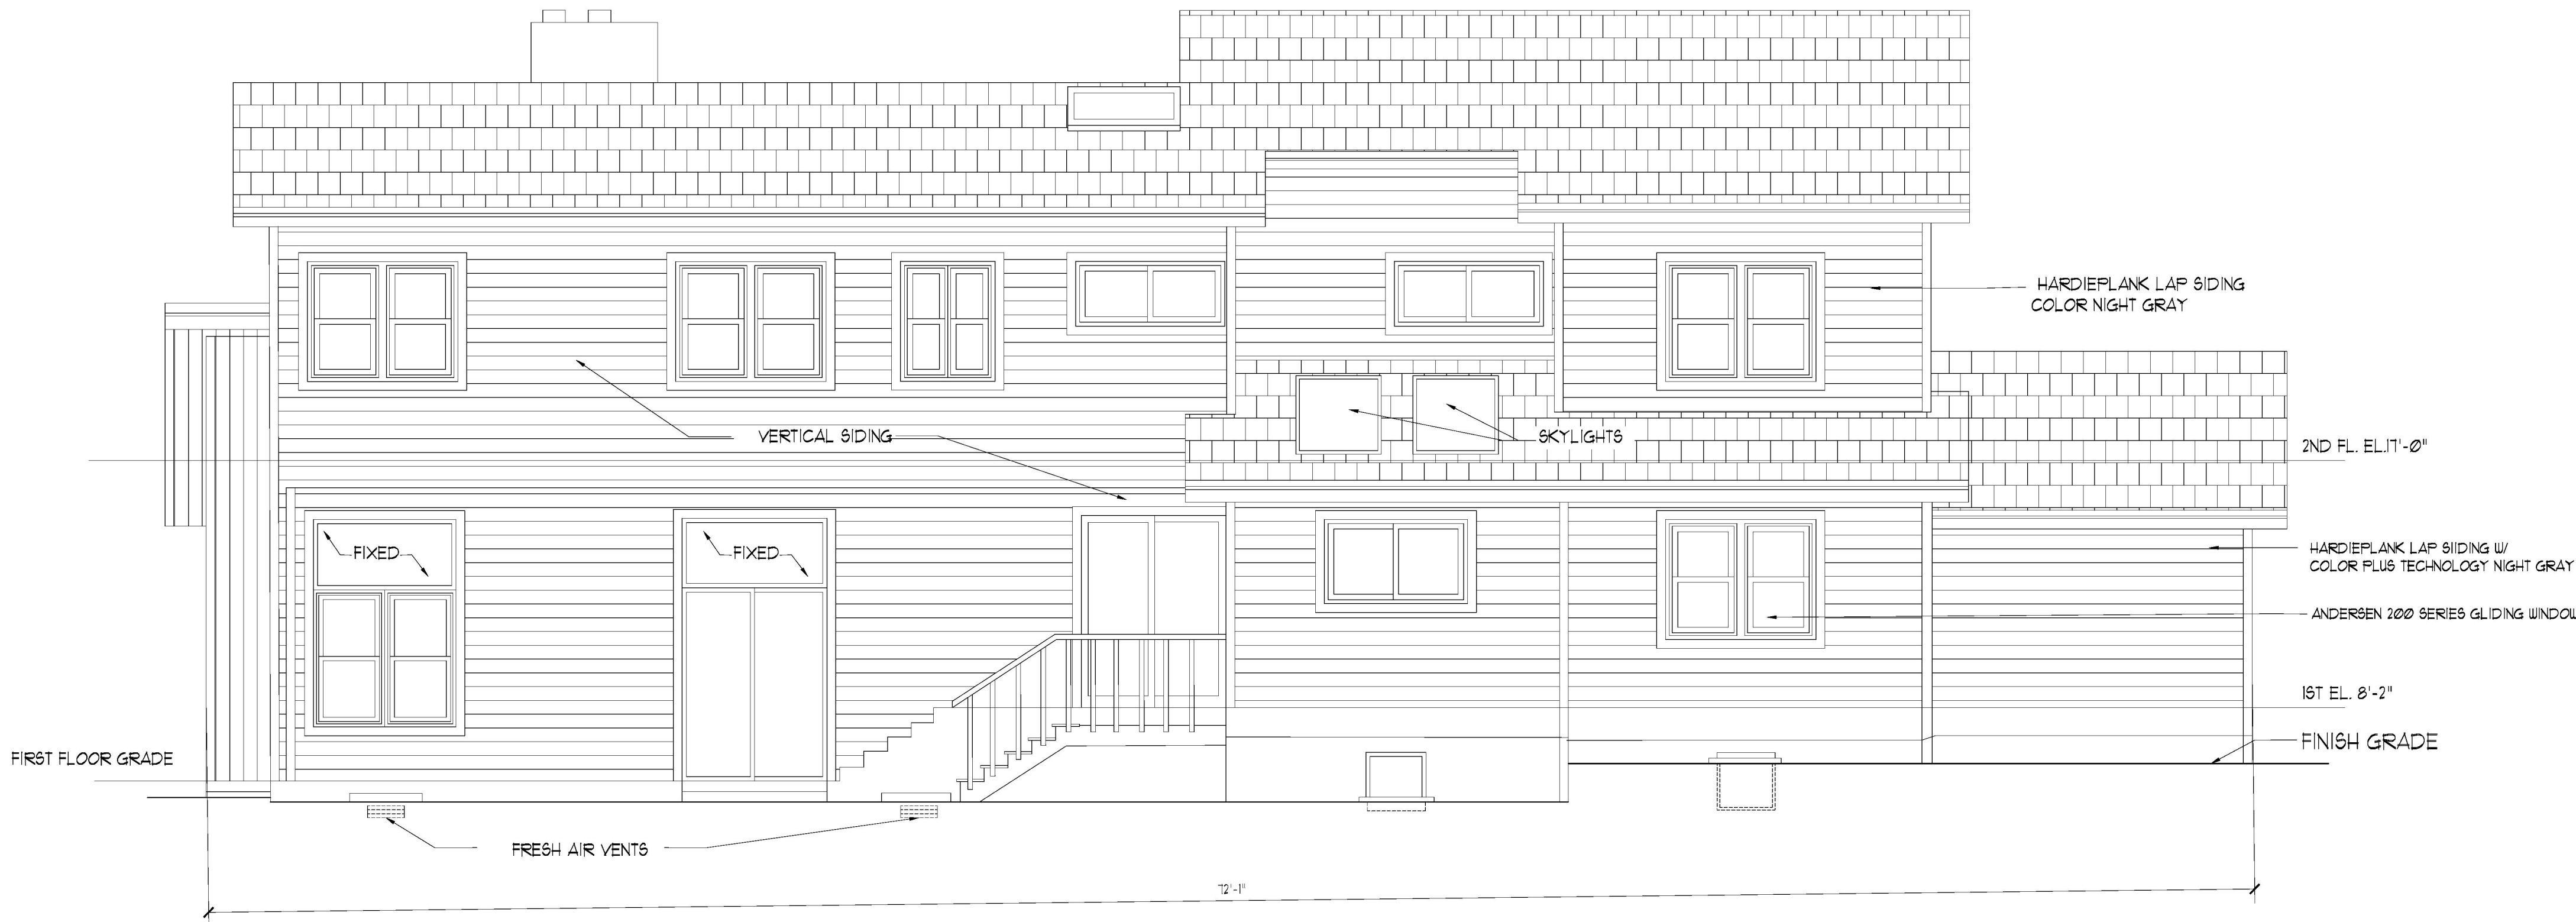 HARDIEPLANK LAP SIDING
COLOR NIGHT GRAY
VERTICAL SIDING
SKYLIGHTS
2ND FL. EL.17'-0"
FIXED
FIXED
HARDIEPLANK LAP SIIDING W/
COLOR PLUS TECHNOLOGY NIGHT GRAY
ANDERSEN 200 SERIES GLIDING WINDOW
1ST EL. 8'-2"
FINISH GRADE
FIRST FLOOR GRADE
FRESH AIR VENTS
72'-1"